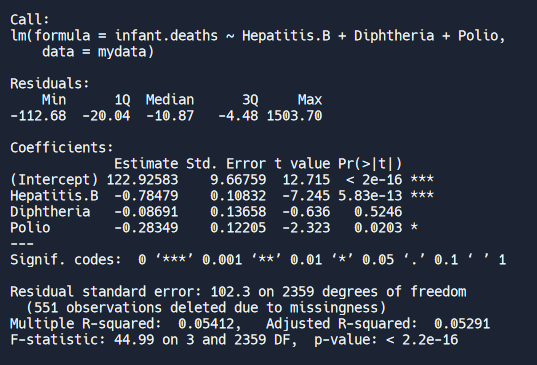 Call:
lm(formula = infant.deaths ~ Hepatitis.B + Diphtheria + Polio,
    data = mydata)

Residuals:
    Min      1Q  Median      3Q     Max
-112.68  -20.04  -10.87   -4.48 1503.70

Coefficients:
             Estimate Std. Error t value Pr(>|t|)
(Intercept) 122.92583    9.66759  12.715  < 2e-16 ***
Hepatitis.B  -0.78479    0.10832  -7.245 5.83e-13 ***
Diphtheria   -0.08691    0.13658  -0.636   0.5246
Polio        -0.28349    0.12205  -2.323   0.0203 *
---
Signif. codes:  0 ‘***’ 0.001 ‘**’ 0.01 ‘*’ 0.05 ‘.’ 0.1 ‘ ’ 1

Residual standard error: 102.3 on 2359 degrees of freedom
  (551 observations deleted due to missingness)
Multiple R-squared:  0.05412,	Adjusted R-squared:  0.05291
F-statistic: 44.99 on 3 and 2359 DF,  p-value: < 2.2e-16